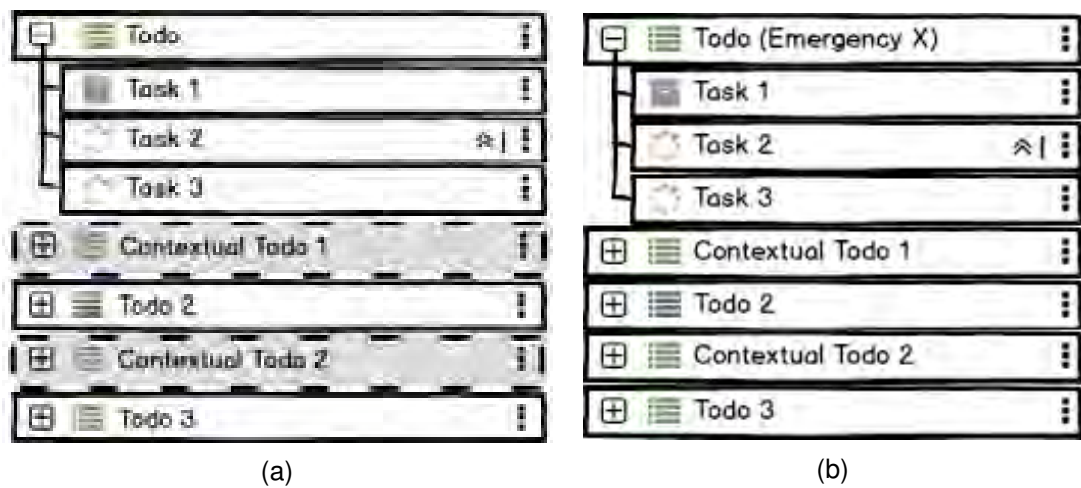 Todo
Task 1
Task 2
Task 3
Contextual Todo 1
Todo 2
Contextual Todo 2
Todo 3
(a)
Todo (Emergency X)
Task 1
Task 2
Task 3
Contextual Todo 1
Todo 2
Contextual Todo 2
Todo 3
(b)